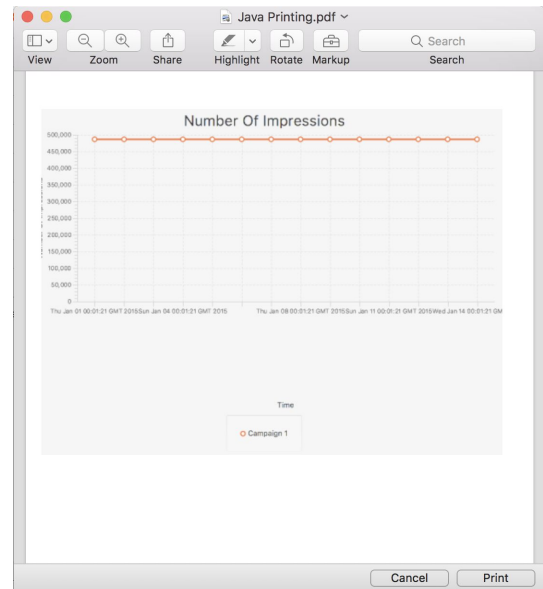 Java Printing.pdf
Search
View Zoom Share Highlight Rotate Markup Search
Number Of Impressions
500,000
450,000
400,000
350,000
300,000
250,000
200,000
150,000
100,000
50,000
0
Thu Jan 01 00:01:21 GMT 2015 Sun Jan 04 00:01:21 GMT 2015 Thu Jan 08 00:01:21 GMT 2015 Sun Jan 11 00:01:21 GMT 2015 Wed Jan 14 00:01:21 GM
Time
Campaign 1
Cancel Print